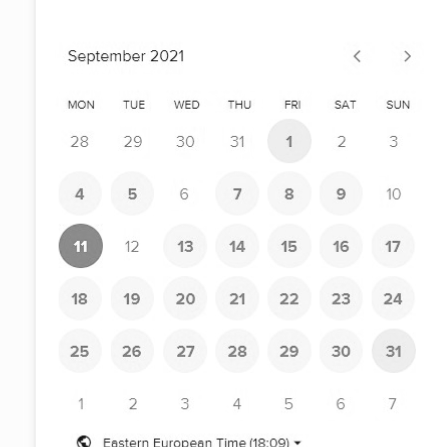 September 2021
MON TUE WED THU FRI SAT SUN
28 29 30 31 1 2 3
4 5 6 7 8 9 10
11 12 13 14 15 16 17
18 19 20 21 22 23 24
25 26 27 28 29 30 31
1 2 3 4 5 6 7
Eastern European Time (18:09)